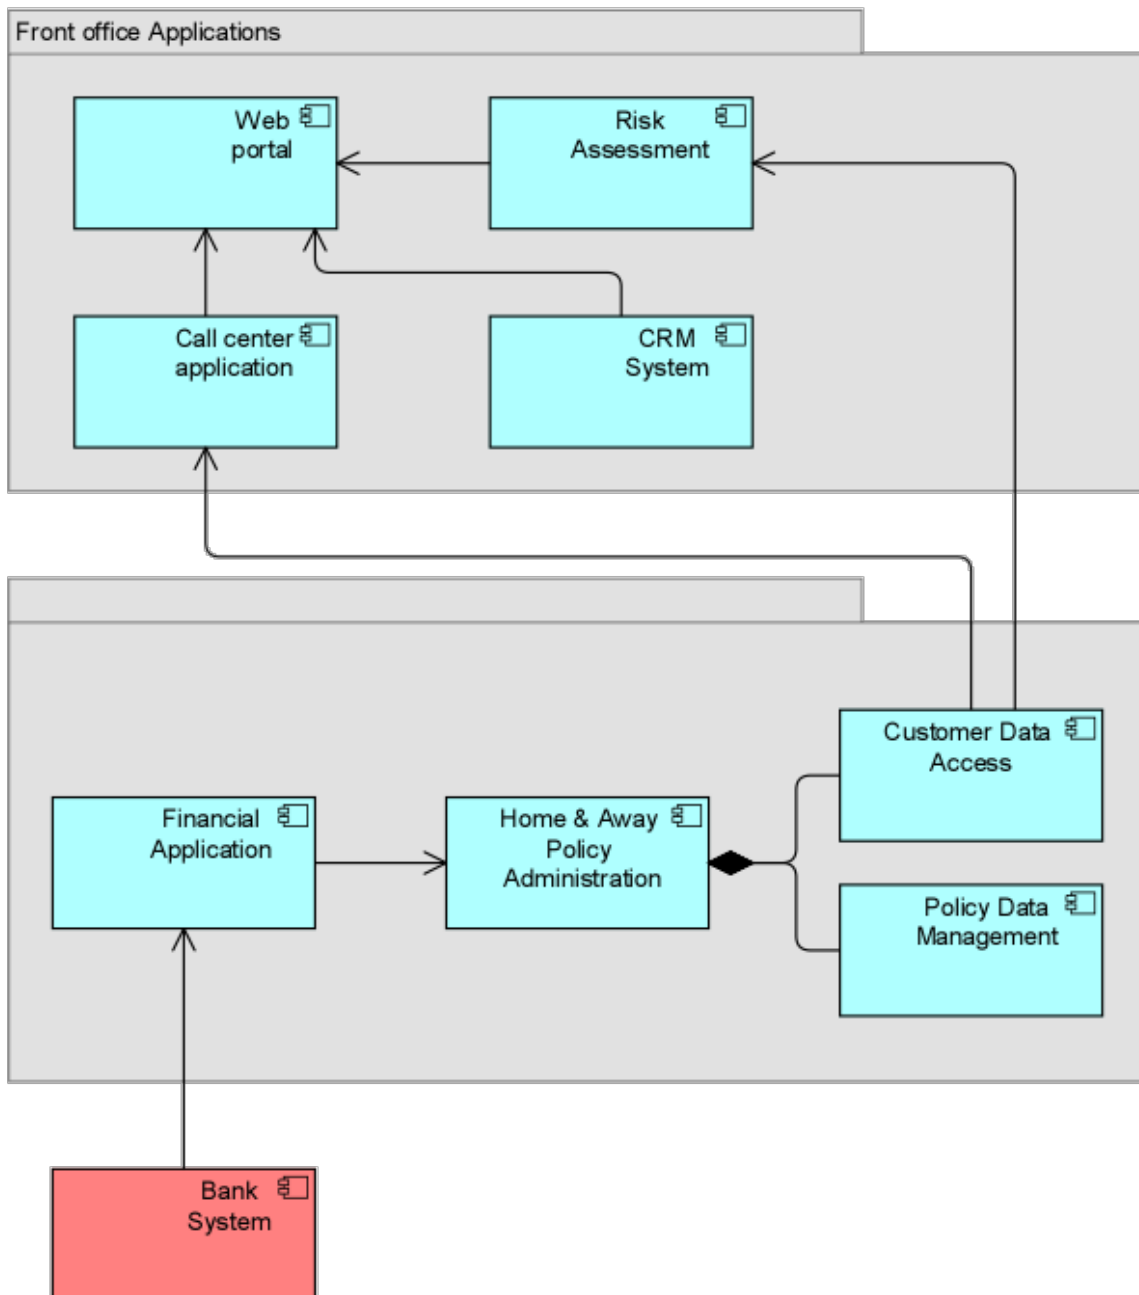 Front office Applications
Web
portal
Risk
Assessment
Call center
application
CRM
System
Customer Data
Access
Financial
Application
Home & Away
Policy
Administration
Policy Data
Management
Bank
System